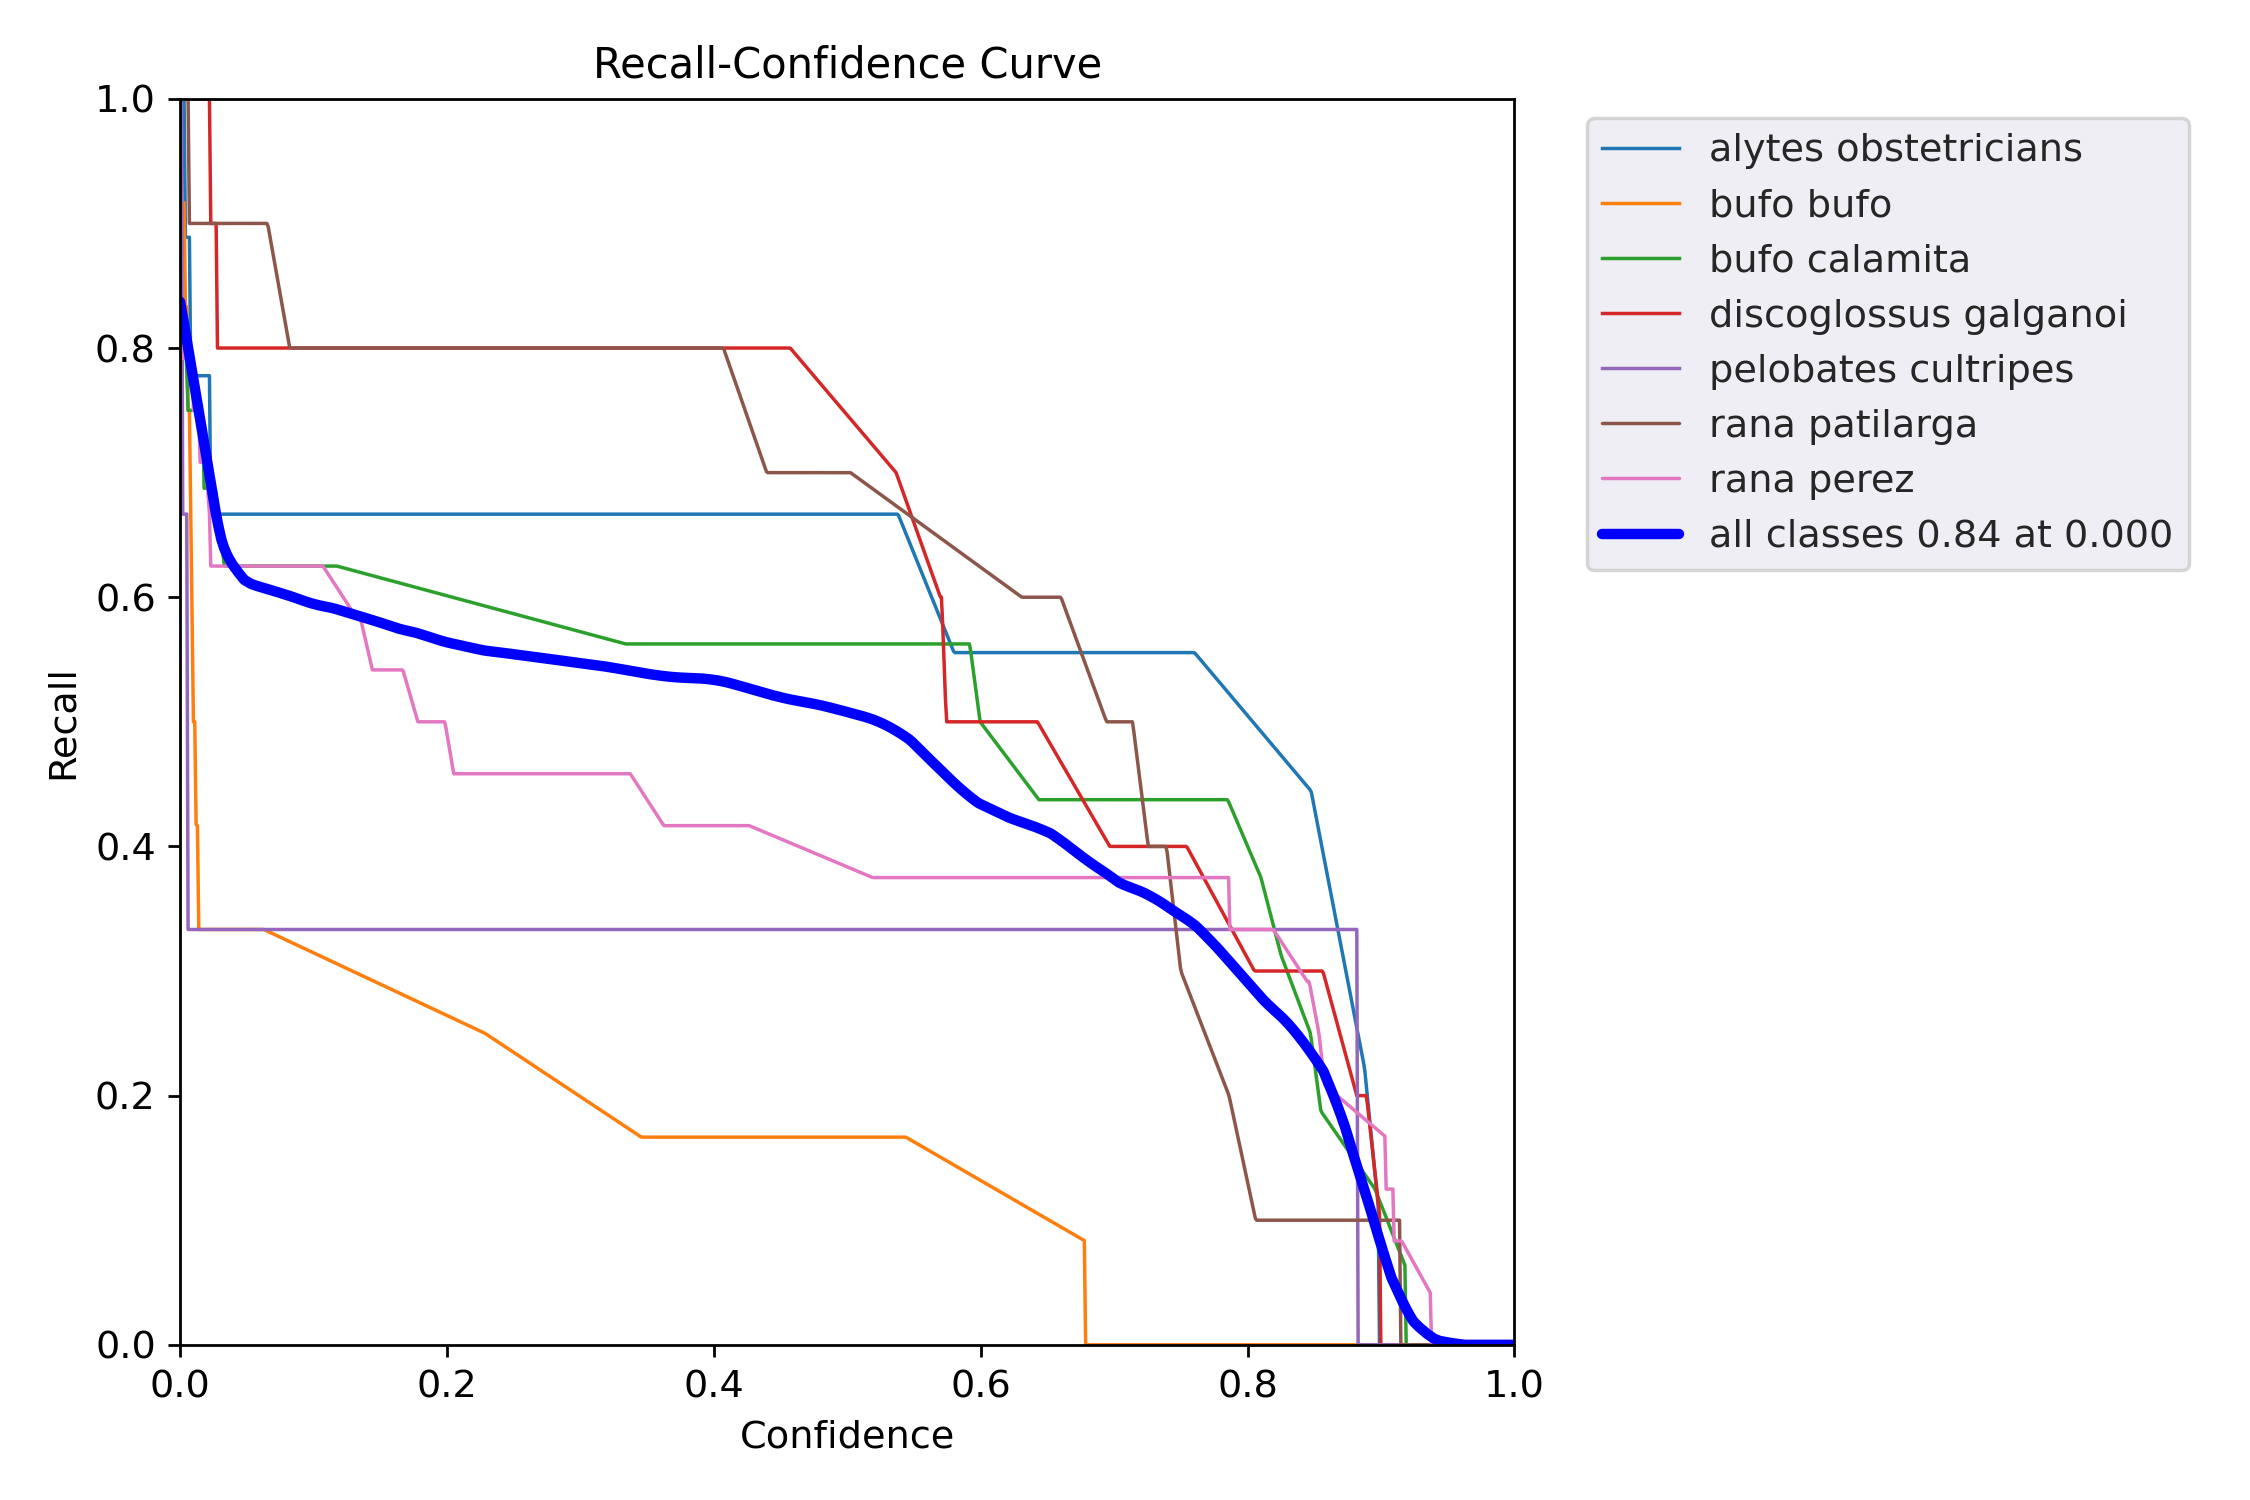 Recall-Confidence Curve
1.0
0.8
0.6
0.4
0.2
0.0
Recall
0.0 0.2 0.4 0.6 0.8 1.0
Confidence
alytes obstetricians
bufo bufo
bufo calamita
discoglossus galganoi
pelobates cultripes
rana patilarga
rana perez
all classes 0.84 at 0.000